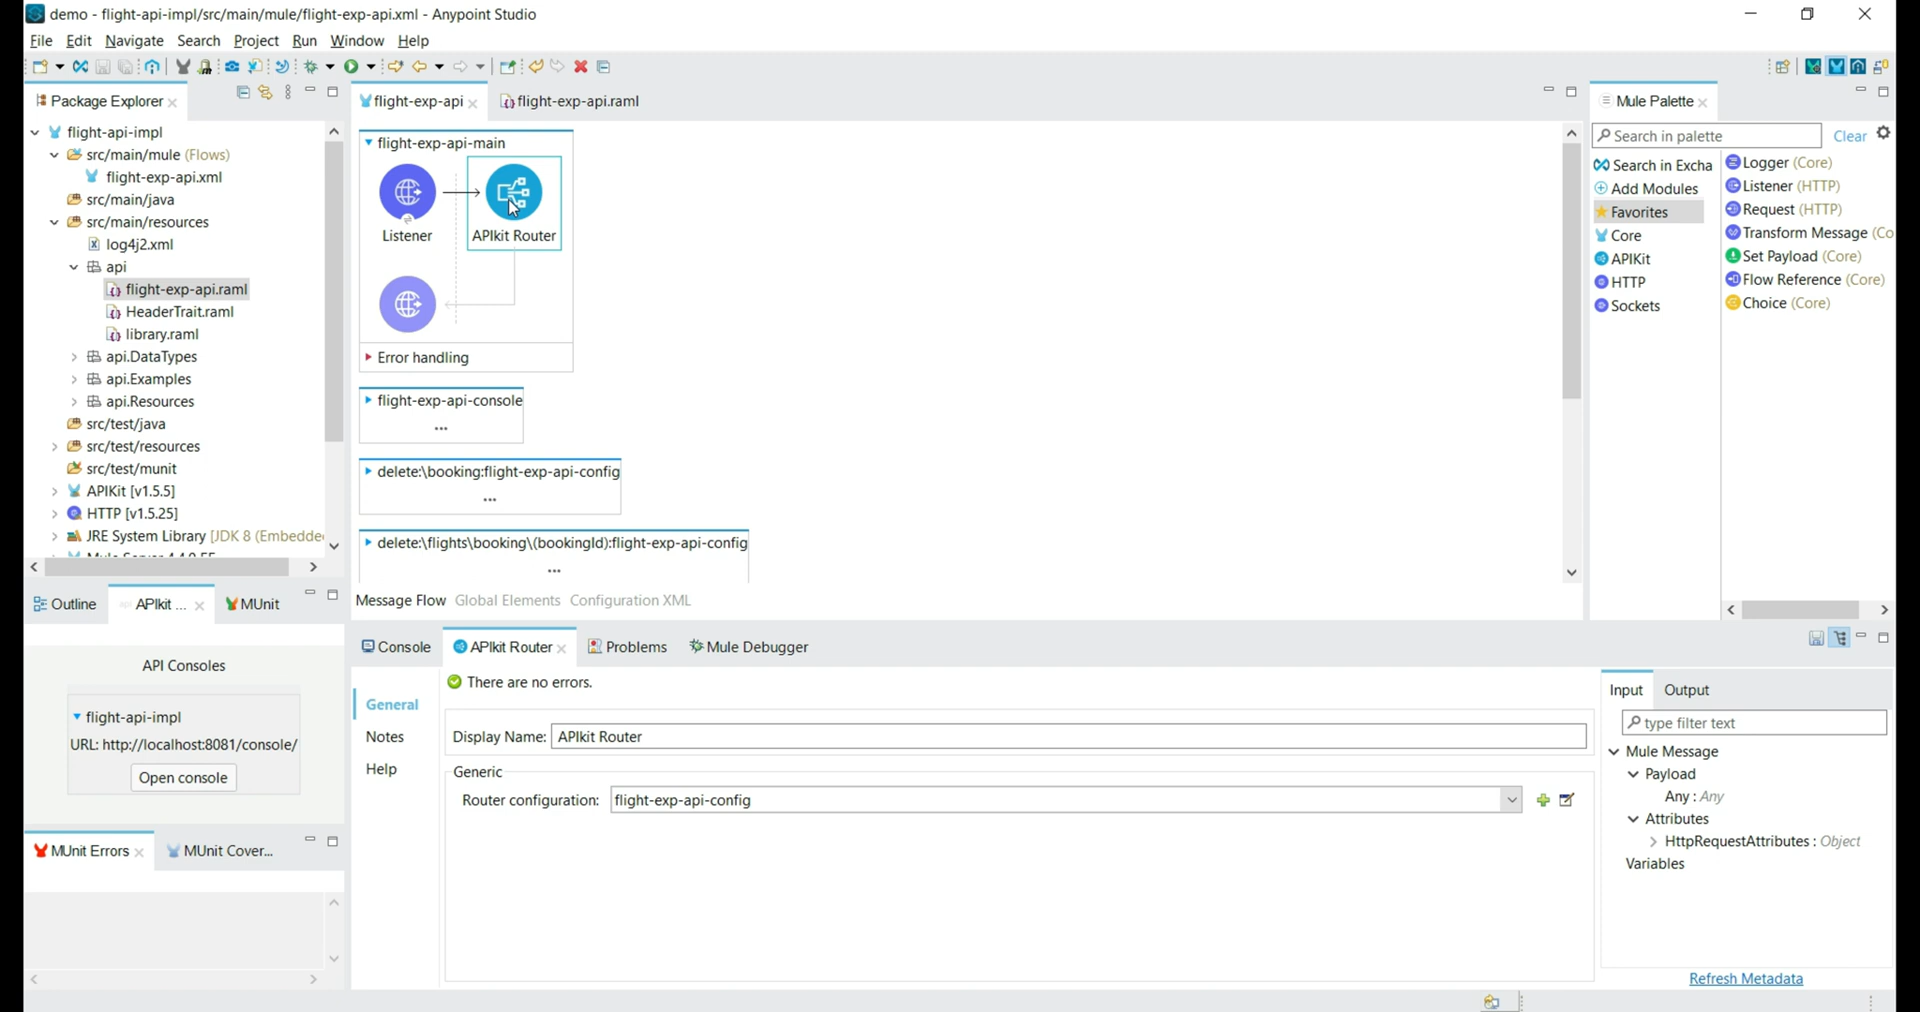 demo - flight-api-impl/src/main/mule/flight-exp-api.xml - Anypoint Studio
File Edit Navigate Search Project Run Window Help
Package Explorer
flight-api-impl
src/main/mule (Flows)
flight-exp-api.xml
src/main/java
src/main/resources
log4j2.xml
api
flight-exp-api.raml
HeaderTrait.raml
library.raml
api.DataTypes
api.Examples
api.Resources
src/test/java
src/test/resources
src/test/munit
APIKit [v1.5.5]
HTTP [v1.5.25]
JRE System Library [JDK 8 (Embedde
flight-exp-api
flight-exp-api.raml
flight-exp-api-main
Listener
APIkit Router
Error handling
flight-exp-api-console
...
delete:\booking:flight-exp-api-config
...
delete:\flights\booking\(bookingId):flight-exp-api-config
...
Message Flow Global Elements Configuration XML
Mule Palette
Search in palette
Clear
Search in Excha
Add Modules
Favorites
Core
APIKit
HTTP
Sockets
Logger (Core)
Listener (HTTP)
Request (HTTP)
Transform Message (Co
Set Payload (Core)
Flow Reference (Core)
Choice (Core)
Outline
APIkit ...
MUnit
API Consoles
flight-api-impl
URL: http://localhost:8081/console/
Open console
MUnit Errors
MUnit Cover...
Console
APIkit Router
Problems
Mule Debugger
There are no errors.
General
Notes
Help
Display Name: APIkit Router
Generic
Router configuration: flight-exp-api-config
Input
Output
type filter text
Mule Message
Payload
Any : Any
Attributes
HttpRequestAttributes : Object
Variables
Refresh Metadata